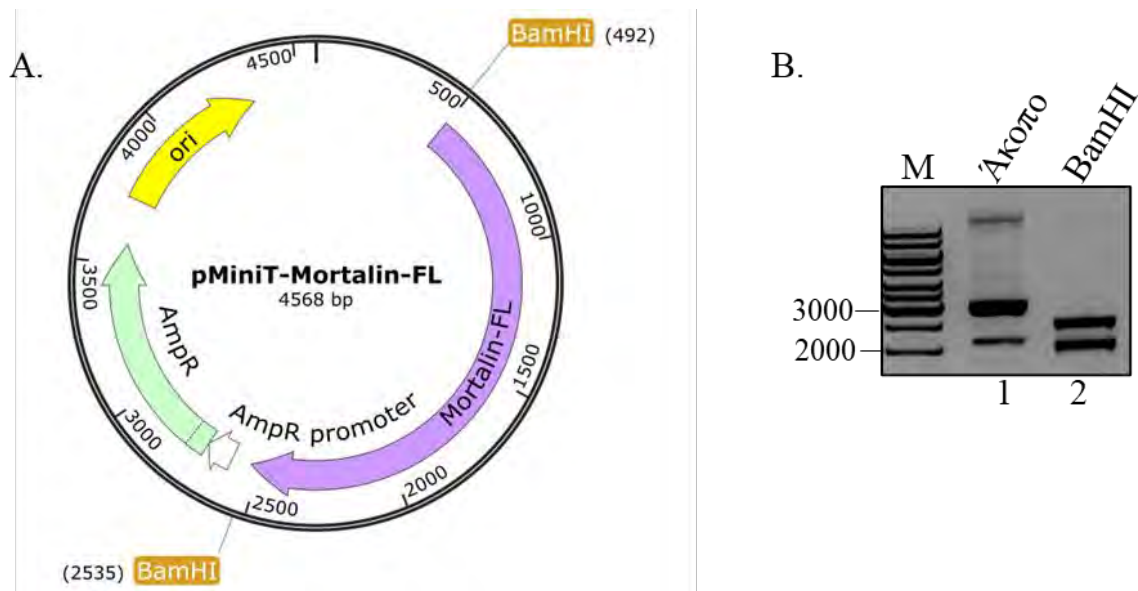 A.
BamHI (492)
4500
500
4000
ori
1000
3500
pMiniT-Mortalin-FL
4568 bp
AmpR
Mortalin-FL
1500
AmpR promoter
3000
2000
2500
(2535) BamHI
B.
M Άκοπο BamHI
3000
2000
1 2